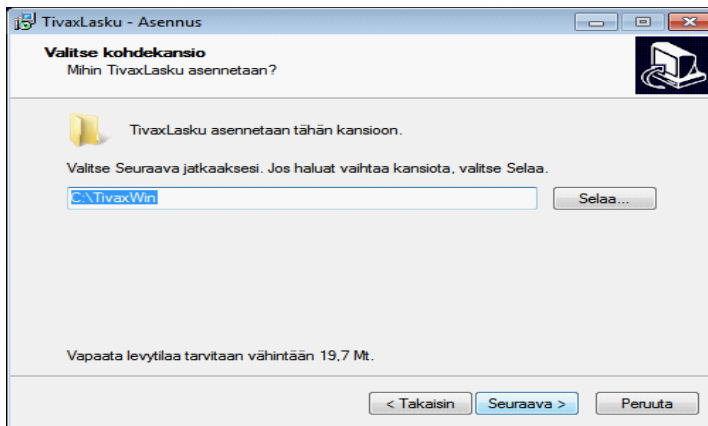 TivaxLasku - Asennus
Valitse kohdekansio
Mihin TivaxLasku asennetaan?
TivaxLasku asennetaan tähän kansioon.
Valitse Seuraava jatkaaksesi. Jos haluat vaihtaa kansiota, valitse Selaa.
C:\TivaxWin
Selaa...
Vapaata levytilaa tarvitaan vähintään 19,7 Mt.
< Takaisin
Seuraava >
Peruuta